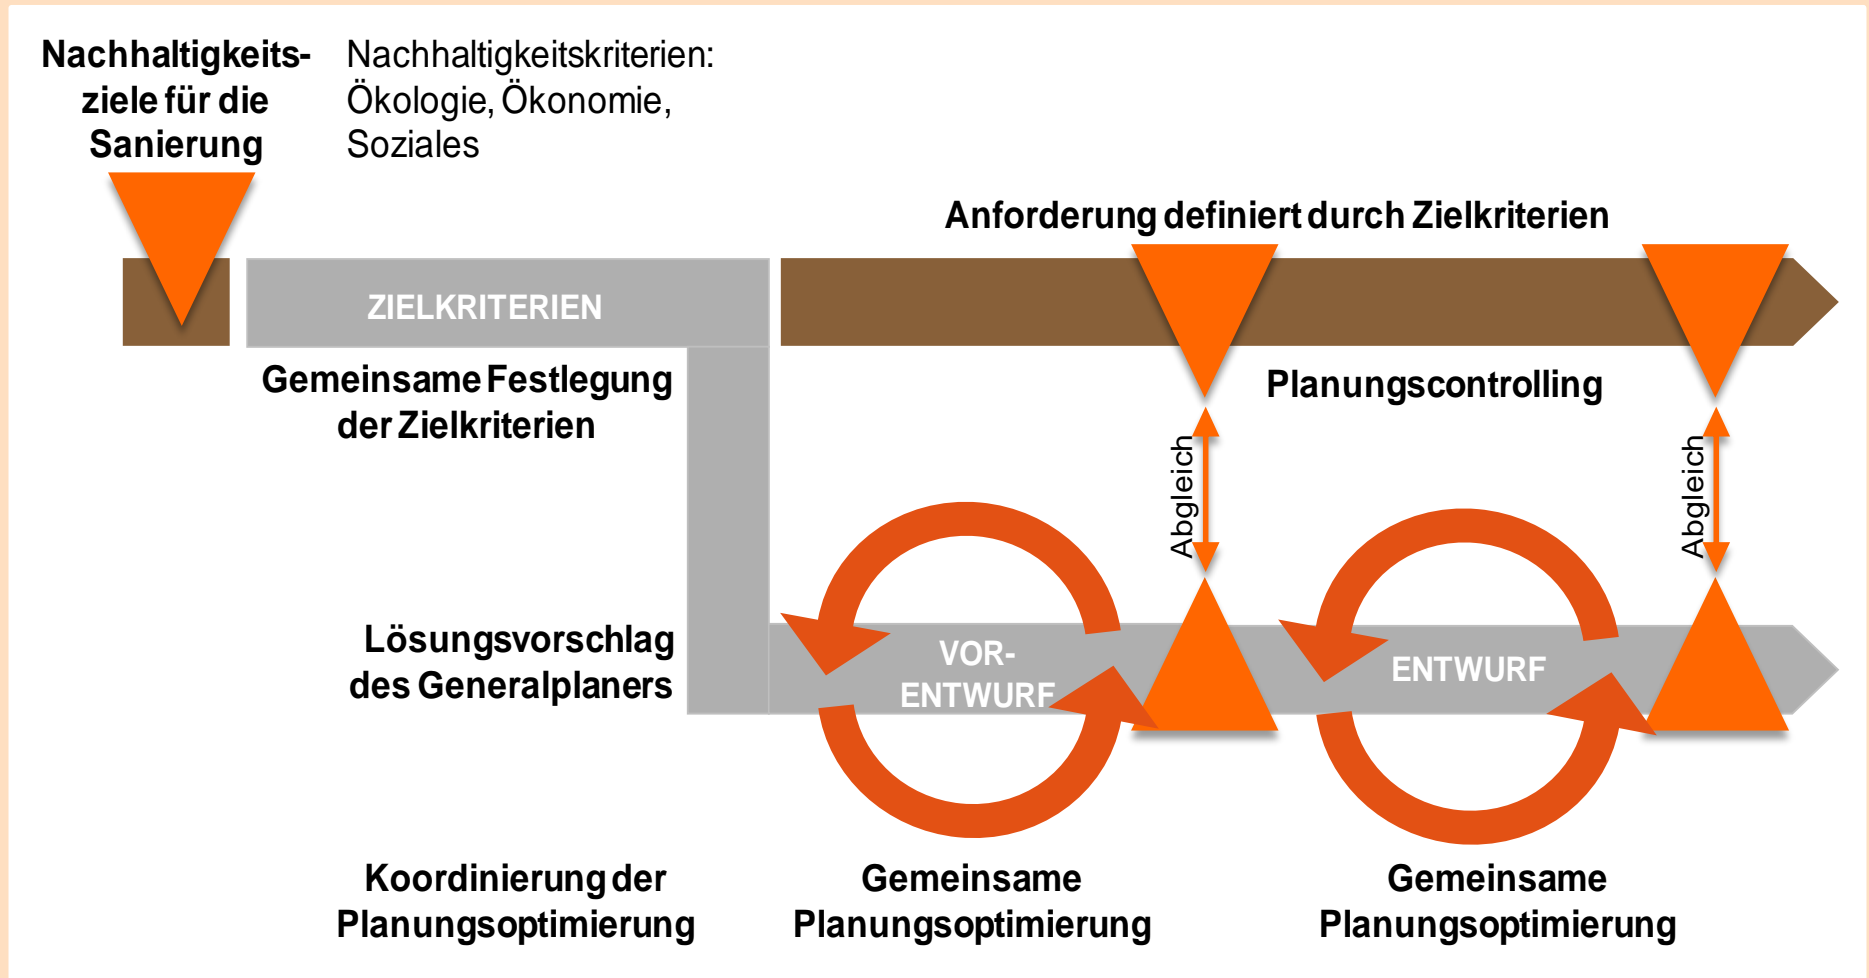 Nachhaltigkeits-
ziele für die
Sanierung
Nachhaltigkeitskriterien:
Ökologie, Ökonomie,
Soziales
Anforderung definiert durch Zielkriterien
ZIELKRITERIEN
Gemeinsame Festlegung
der Zielkriterien
Planungscontrolling
Abgleich
Abgleich
Lösungsvorschlag
des Generalplaners
VOR-
ENTWURF
ENTWURF
Koordinierung der
Planungsoptimierung
Gemeinsame
Planungsoptimierung
Gemeinsame
Planungsoptimierung